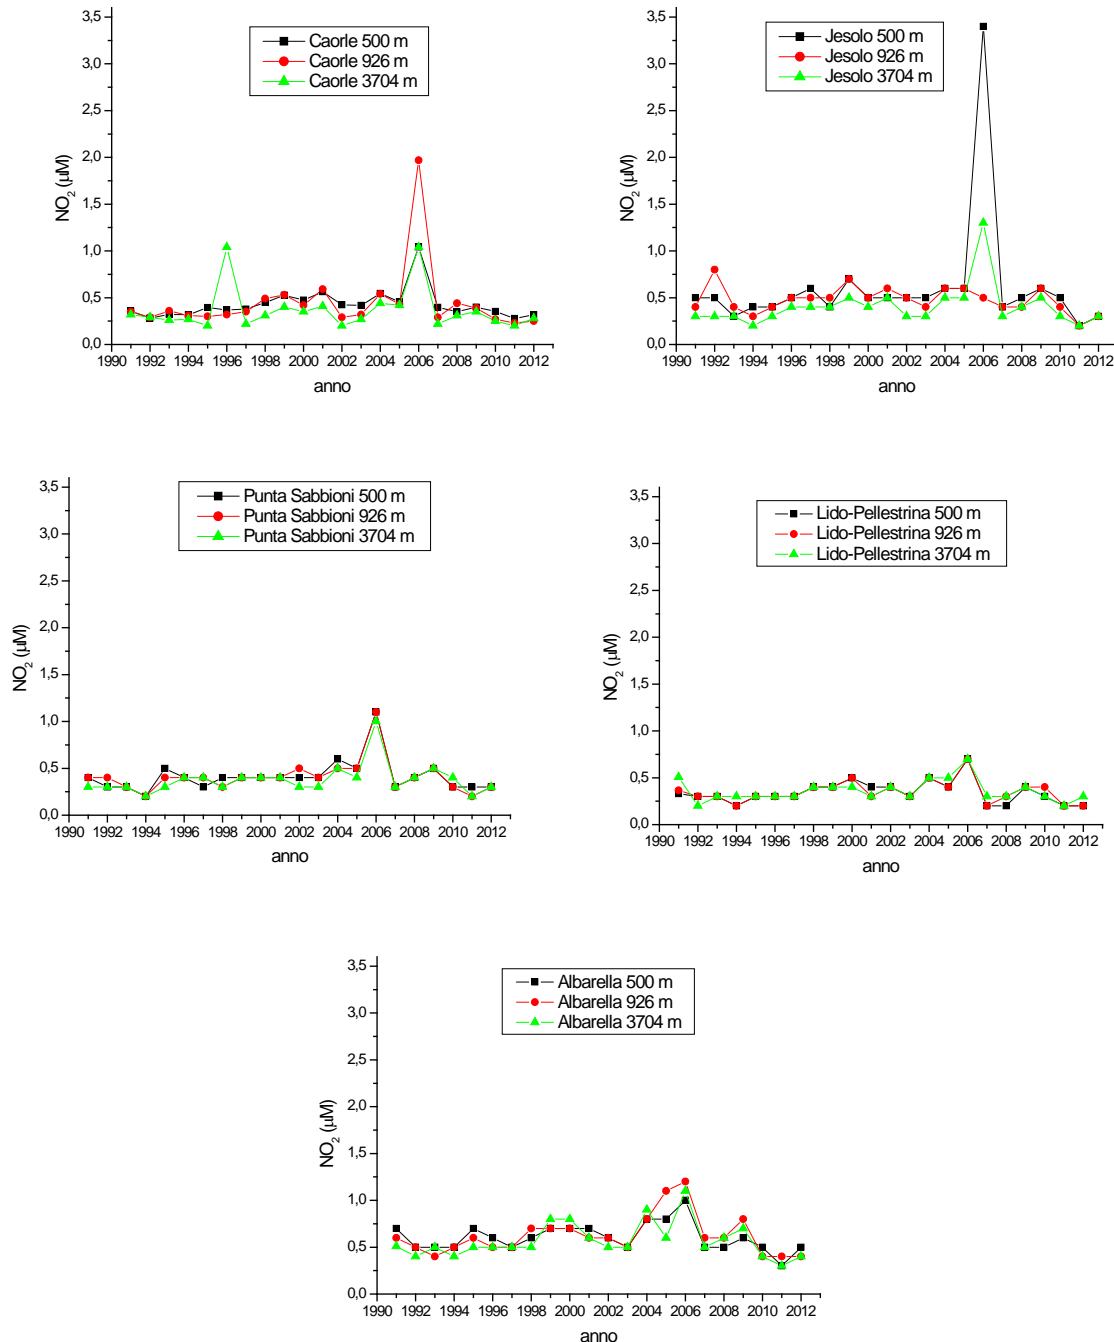 3,5
3,0
2,5
2,0
1,5
1,0
0,5
0,0
NO2 (µM)
Caorle 500 m
Caorle 926 m
Caorle 3704 m
1990 1992 1994 1996 1998 2000 2002 2004 2006 2008 2010 2012
anno
3,5
3,0
2,5
2,0
1,5
1,0
0,5
0,0
NO2 (µM)
Jesolo 500 m
Jesolo 926 m
Jesolo 3704 m
1990 1992 1994 1996 1998 2000 2002 2004 2006 2008 2010 2012
anno
3,5
3,0
2,5
2,0
1,5
1,0
0,5
0,0
NO2 (µM)
Punta Sabbioni 500 m
Punta Sabbioni 926 m
Punta Sabbioni 3704 m
1990 1992 1994 1996 1998 2000 2002 2004 2006 2008 2010 2012
anno
3,5
3,0
2,5
2,0
1,5
1,0
0,5
0,0
NO2 (µM)
Lido-Pellestrina 500 m
Lido-Pellestrina 926 m
Lido-Pellestrina 3704 m
1990 1992 1994 1996 1998 2000 2002 2004 2006 2008 2010 2012
anno
3,5
3,0
2,5
2,0
1,5
1,0
0,5
0,0
NO2 (µM)
Albarella 500 m
Albarella 926 m
Albarella 3704 m
1990 1992 1994 1996 1998 2000 2002 2004 2006 2008 2010 2012
anno